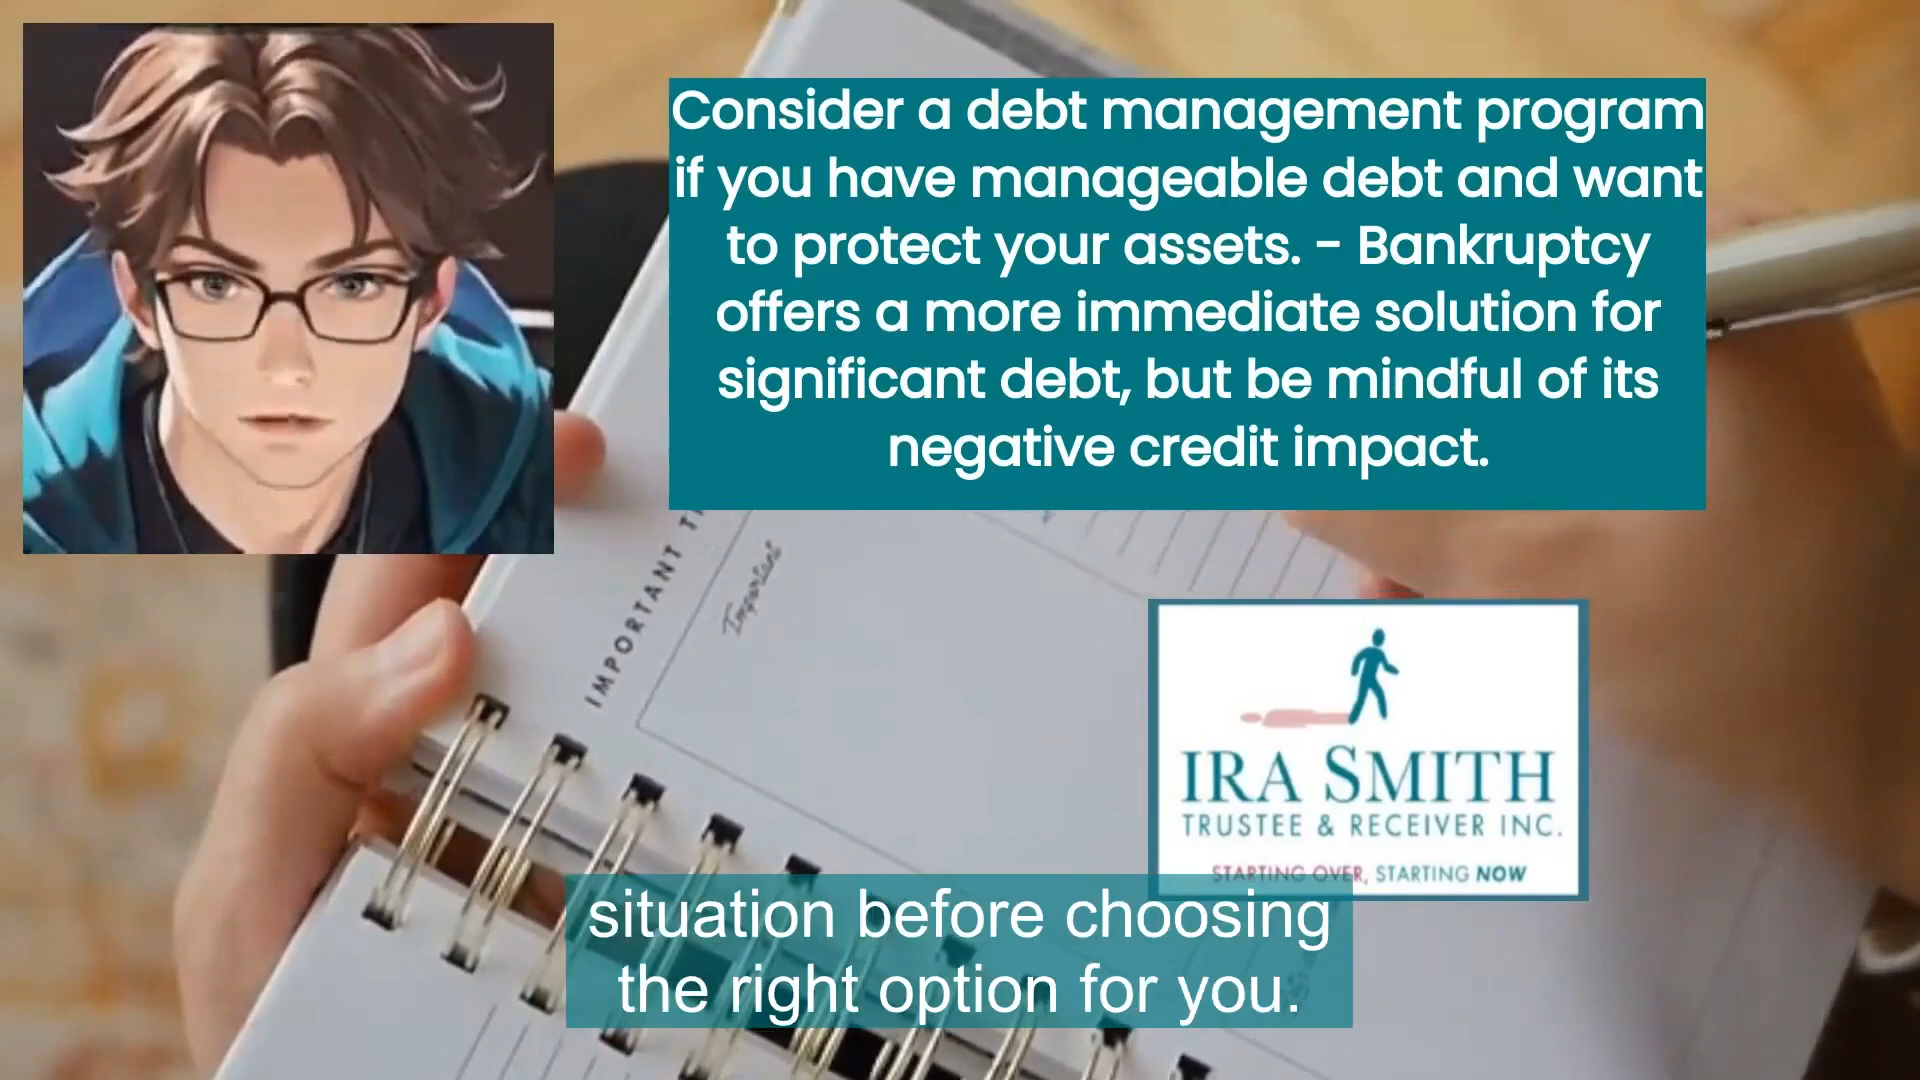 Consider a debt management program
if you have manageable debt and want
to protect your assets. - Bankruptcy
offers a more immediate solution for
significant debt, but be mindful of its
negative credit impact.
IMPORTANT
Important
IRA SMITH
TRUSTEE & RECEIVER INC.
STARTING OVER, STARTING NOW
situation before choosing
the right option for you.